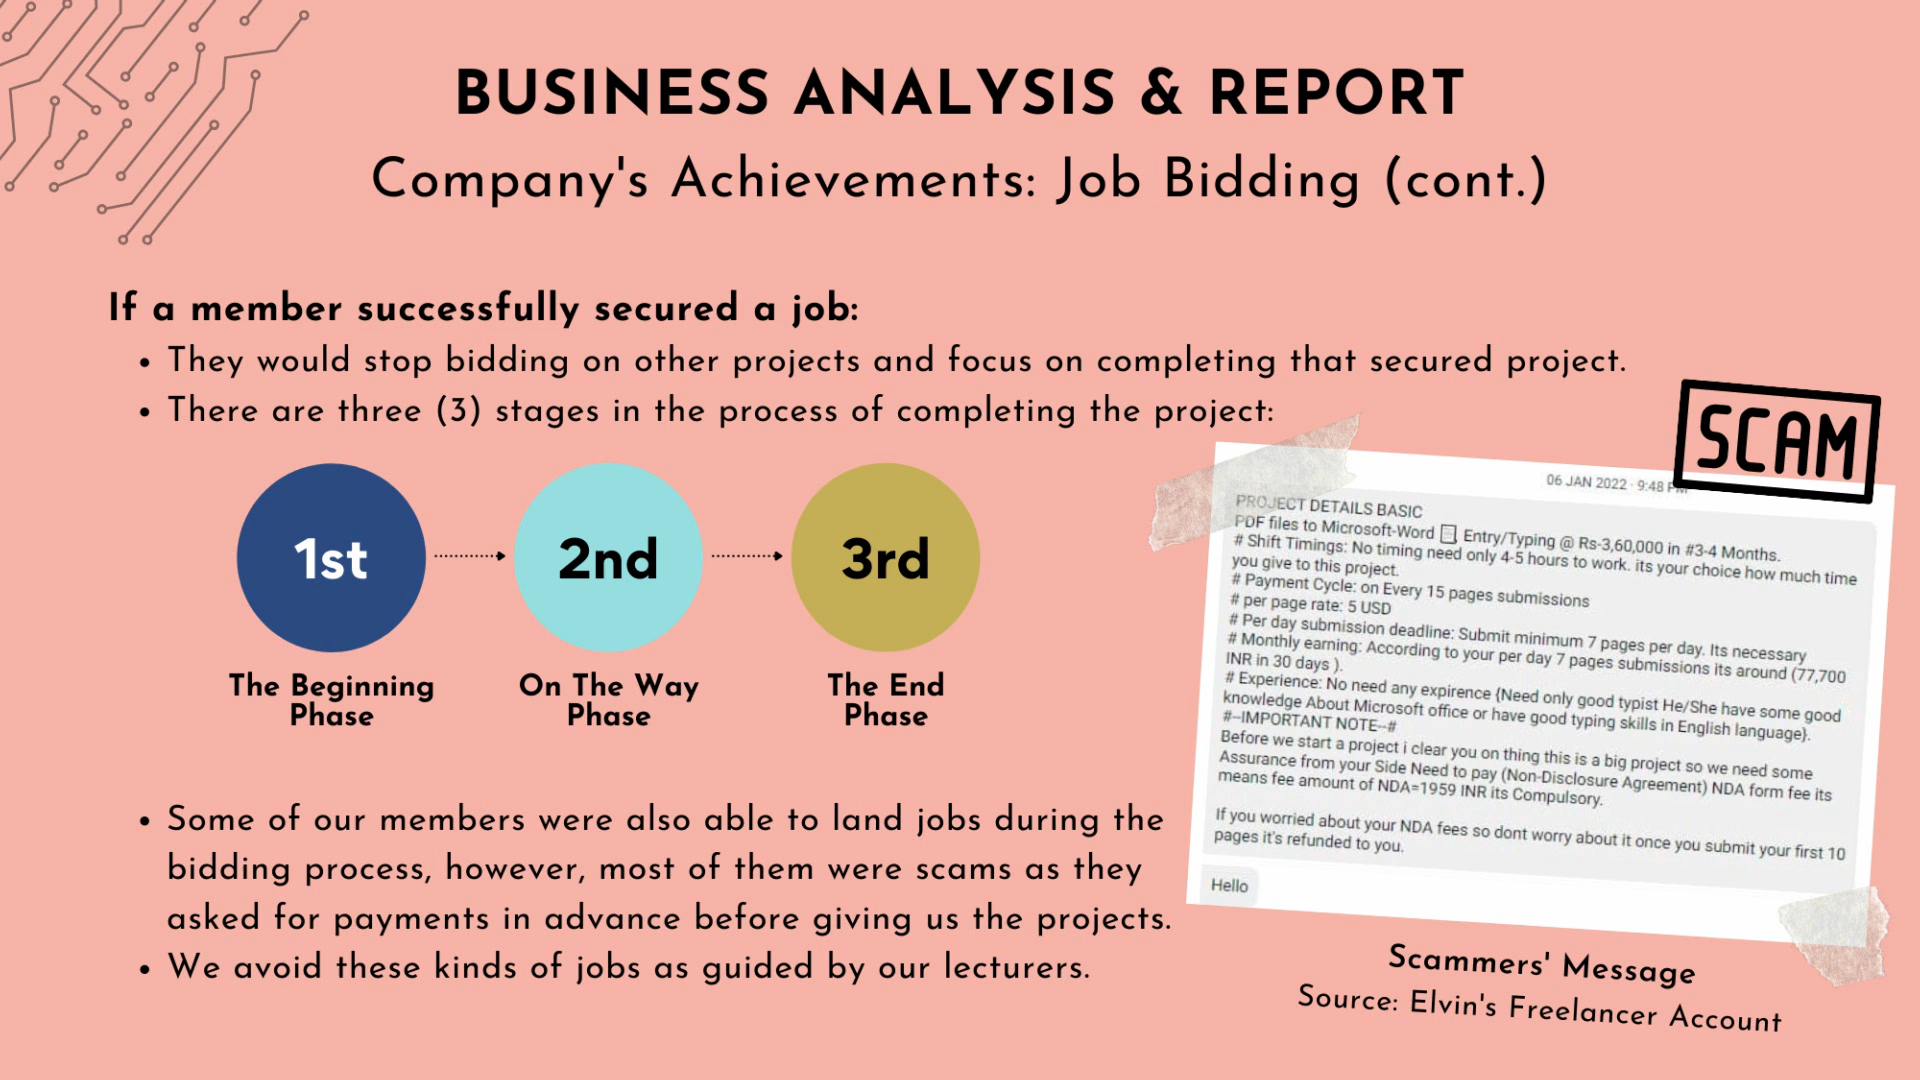 BUSINESS ANALYSIS & REPORT
Company's Achievements: Job Bidding (cont.)
If a member successfully secured a job:
• They would stop bidding on other projects and focus on completing that secured project.
• There are three (3) stages in the process of completing the project:
1st
2nd
3rd
The Beginning
Phase
On The Way
Phase
The End
Phase
• Some of our members were also able to land jobs during the
bidding process, however, most of them were scams as they
asked for payments in advance before giving us the projects.
• We avoid these kinds of jobs as guided by our lecturers.
SCAM
06 JAN 2022 · 9:48 PM
PROJECT DETAILS BASIC
PDF files to Microsoft-Word Entry/Typing @ Rs-3,60,000 in #3-4 Months.
# Shift Timings: No timing need only 4-5 hours to work. its your choice how much time
you give to this project.
# Payment Cycle: on Every 15 pages submissions
# per page rate: 5 USD
# Per day submission deadline: Submit minimum 7 pages per day. Its necessary
# Monthly earning: According to your per day 7 pages submissions its around (77,700
INR in 30 days ).
# Experience: No need any expirence {Need only good typist He/She have some good
knowledge About Microsoft office or have good typing skills in English language}.
#--IMPORTANT NOTE--#
Before we start a project i clear you on thing this is a big project so we need some
Assurance from your Side Need to pay (Non-Disclosure Agreement) NDA form fee its
means fee amount of NDA=1959 INR its Compulsory.
If you worried about your NDA fees so dont worry about it once you submit your first 10
pages it's refunded to you.
Hello
Scammers' Message
Source: Elvin's Freelancer Account